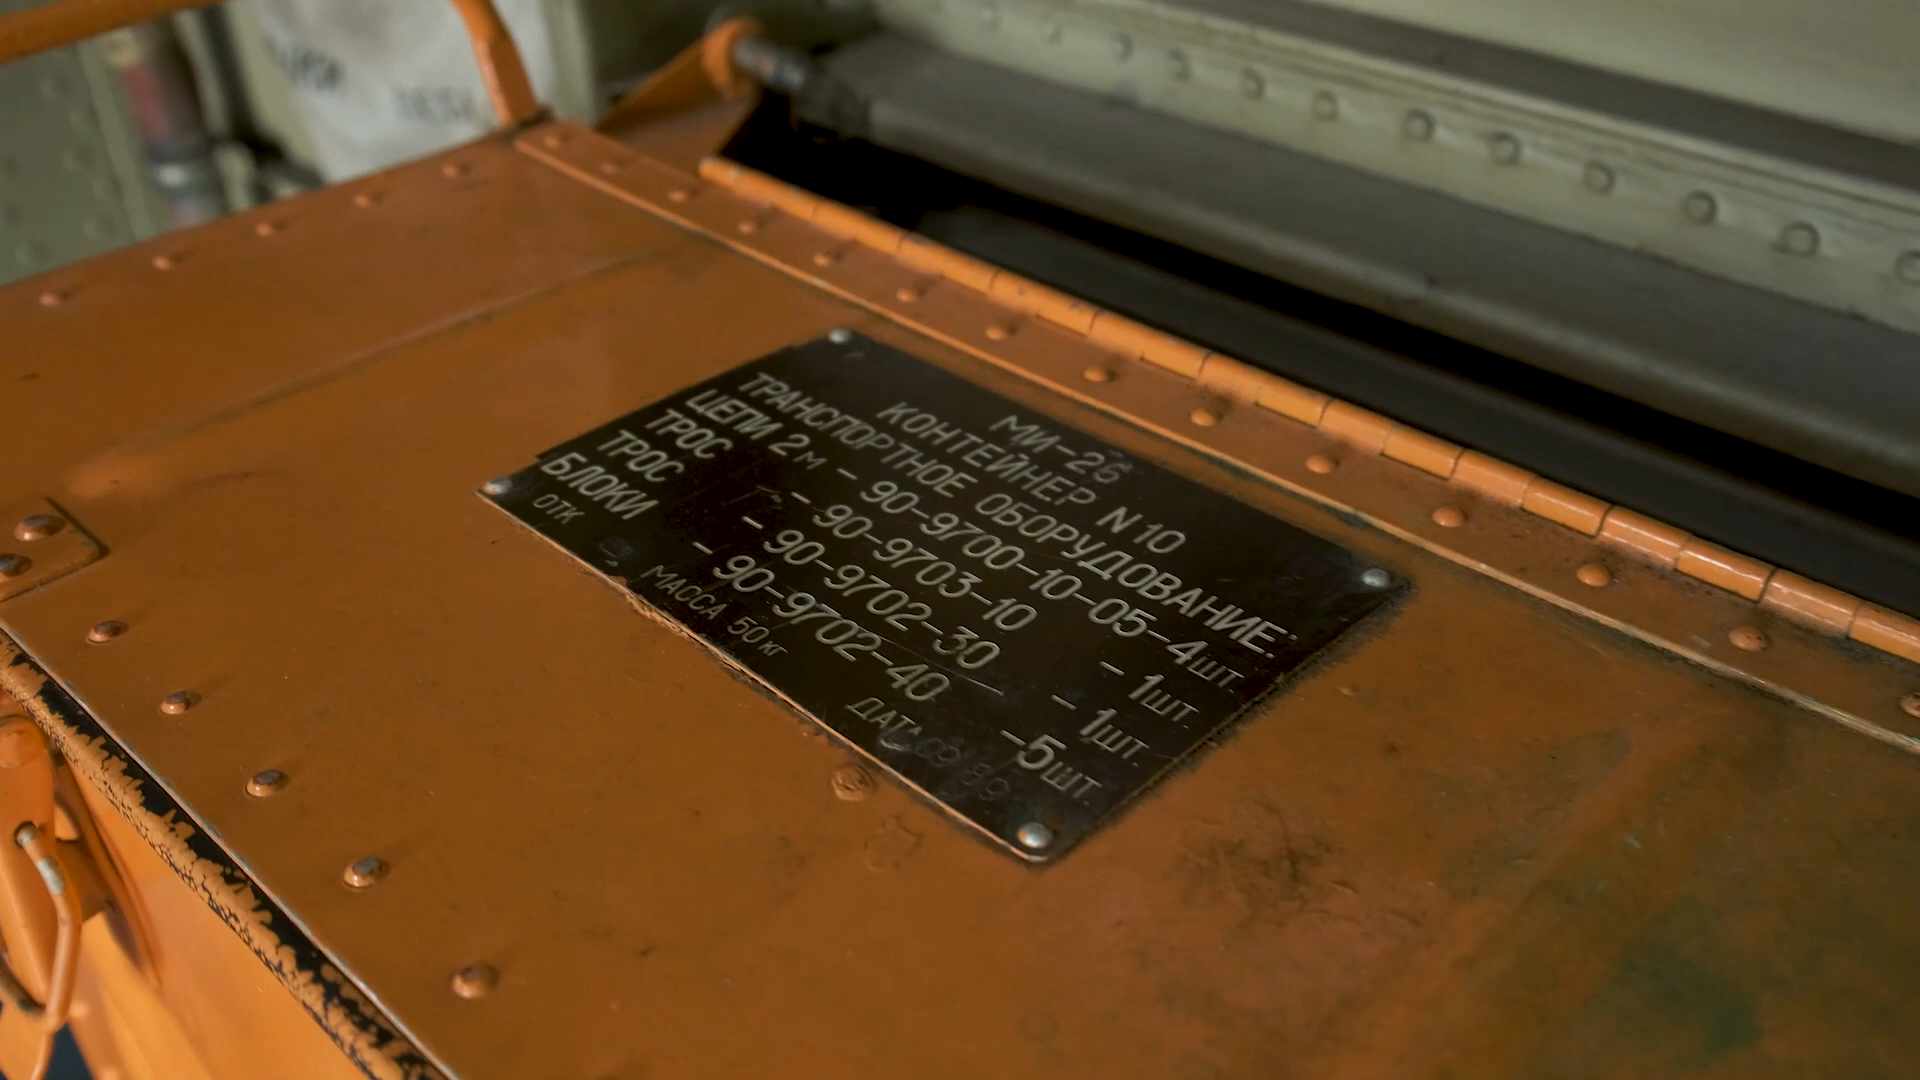 МИ-26
КОНТЕЙНЕР N10
ТРАНСПОРТНОЕ ОБОРУДОВАНИЕ:
ЦЕПИ 2м - 90-9700-10-05-4шт.
ТРОС - 90-9703-10 - 1шт.
ТРОС - 90-9702-30 - 1шт.
БЛОКИ - 90-9702-40 -5шт.
ОТК МАССА 50кг ДАТА